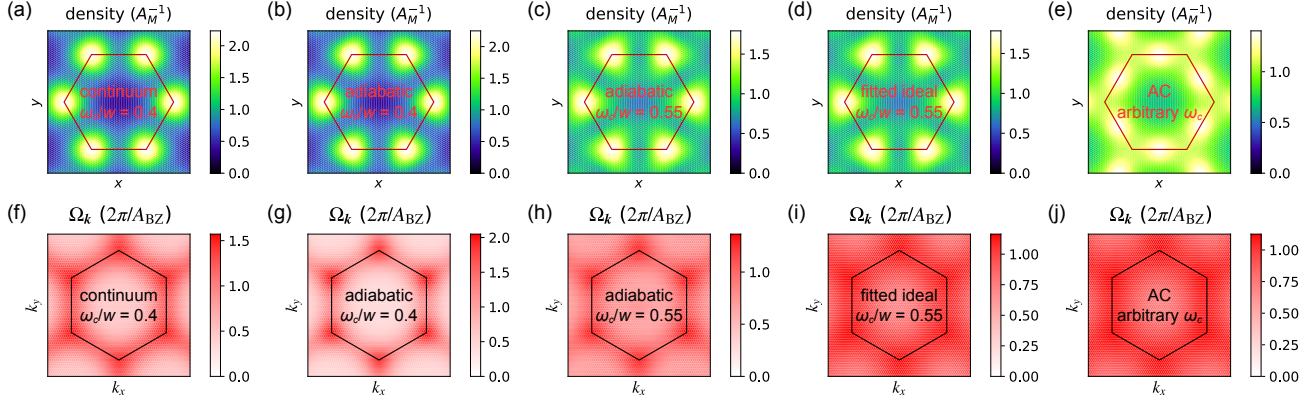 (a) density (A_M^{-1})
y
continuum
ω_c/w = 0.4
x
2.0
1.5
1.0
0.5
0.0
(b) density (A_M^{-1})
y
adiabatic
ω_c/w = 0.4
x
2.0
1.5
1.0
0.5
0.0
(c) density (A_M^{-1})
y
adiabatic
ω_c/w = 0.55
x
1.5
1.0
0.5
0.0
(d) density (A_M^{-1})
y
fitted ideal
ω_c/w = 0.55
x
1.5
1.0
0.5
0.0
(e) density (A_M^{-1})
y
AC
arbitrary ω_c
x
1.0
0.5
0.0
(f) Ω_k (2π/A_BZ)
k_y
continuum
ω_c/w = 0.4
k_x
1.5
1.0
0.5
0.0
(g) Ω_k (2π/A_BZ)
k_y
adiabatic
ω_c/w = 0.4
k_x
2.0
1.5
1.0
0.5
0.0
(h) Ω_k (2π/A_BZ)
k_y
adiabatic
ω_c/w = 0.55
k_x
1.0
0.5
0.0
(i) Ω_k (2π/A_BZ)
k_y
fitted ideal
ω_c/w = 0.55
k_x
1.00
0.75
0.50
0.25
0.00
(j) Ω_k (2π/A_BZ)
k_y
AC
arbitrary ω_c
k_x
1.00
0.75
0.50
0.25
0.00